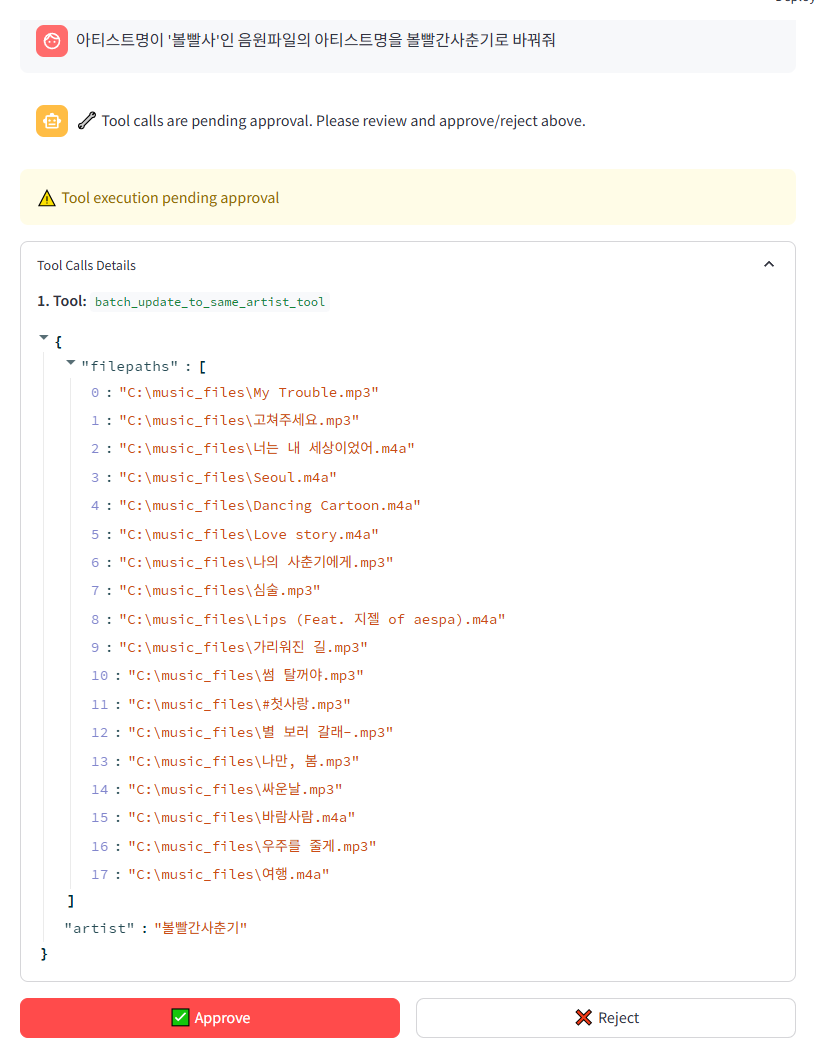 아티스트명이 '볼빨사'인 음원파일의 아티스트명을 볼빨간사춘기로 바꿔줘
Tool calls are pending approval. Please review and approve/reject above.
Tool execution pending approval
Tool Calls Details
1. Tool: batch_update_to_same_artist_tool
{
"filepaths" : [
0 : "C:\music_files\My Trouble.mp3"
1 : "C:\music_files\고쳐주세요.mp3"
2 : "C:\music_files\너는 내 세상이었어.m4a"
3 : "C:\music_files\Seoul.m4a"
4 : "C:\music_files\Dancing Cartoon.m4a"
5 : "C:\music_files\Love story.m4a"
6 : "C:\music_files\나의 사춘기에게.mp3"
7 : "C:\music_files\심술.mp3"
8 : "C:\music_files\Lips (Feat. 지젤 of aespa).m4a"
9 : "C:\music_files\가리워진 길.mp3"
10 : "C:\music_files\썸 탈꺼야.mp3"
11 : "C:\music_files\#첫사랑.mp3"
12 : "C:\music_files\별 보러 갈래-.mp3"
13 : "C:\music_files\나만, 봄.mp3"
14 : "C:\music_files\싸운날.mp3"
15 : "C:\music_files\바람사람.m4a"
16 : "C:\music_files\우주를 줄게.mp3"
17 : "C:\music_files\여행.m4a"
]
"artist" : "볼빨간사춘기"
}
Approve
Reject